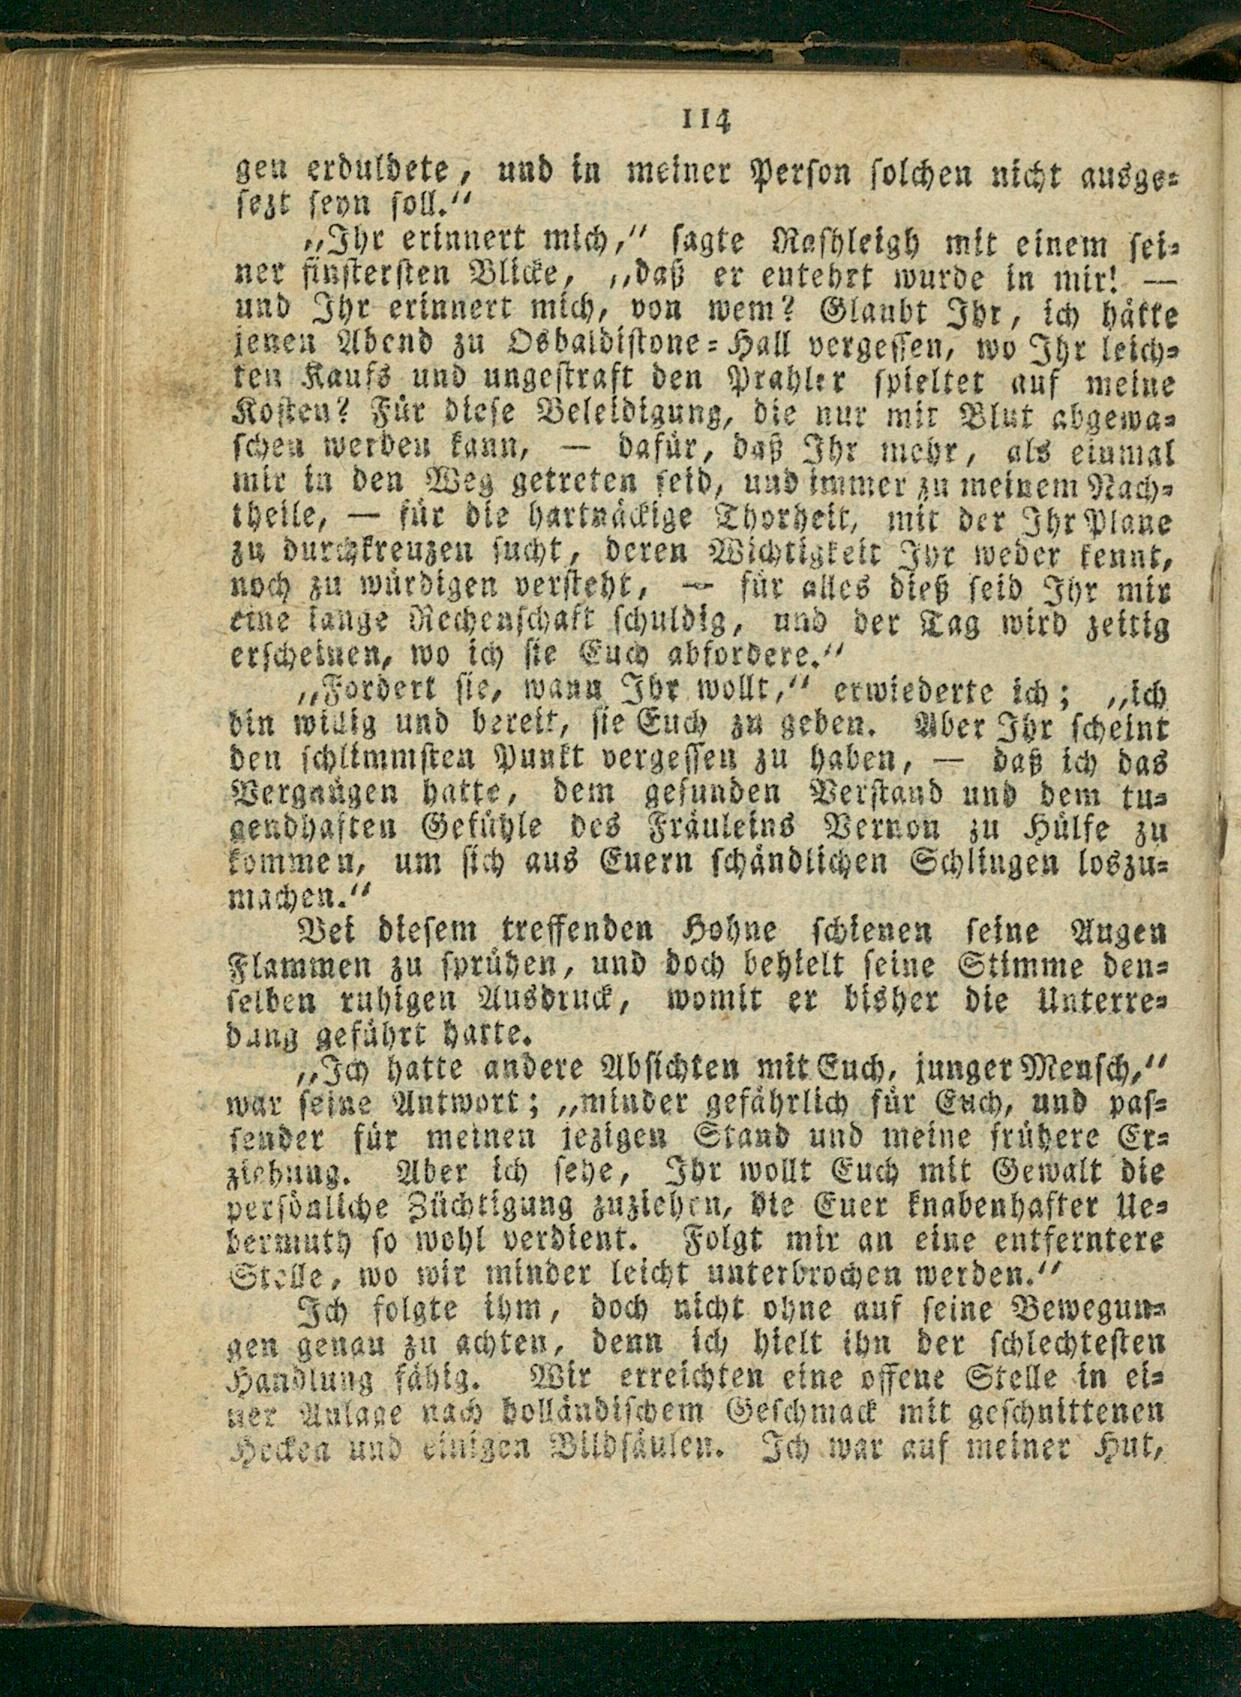 114
gen erduldete, und in meiner Person solchen nicht ausge-
sezt seyn soll.“
„Ihr erinnert mich,“ sagte Rashleigh mit einem sei-
ner finstersten Blicke, „daß er entehrt wurde in mir! —
und Ihr erinnert mich, von wem? Glaubt Ihr, ich hätte
jenen Abend zu Osbaldistone-Hall vergessen, wo Ihr leich-
ten Kaufs und ungestraft den Prahler spieltet auf meine
Kosten? Für diese Beleidigung, die nur mit Blut abgewa-
schen werden kann, — dafür, daß Ihr mehr, als einmal
mir in den Weg getreten seid, und immer zu meinem Nach-
theile, — für die hartnäckige Thorheit, mit der Ihr Plane
zu durchkreuzen sucht, deren Wichtigkeit Ihr weder kennt,
noch zu würdigen versteht, — für alles dieß seid Ihr mir
eine lange Rechenschaft schuldig, und der Tag wird zeitig
erscheinen, wo ich sie Euch abfordere.“
„Fordert sie, wann Ihr wollt,“ erwiederte ich; „ich
bin willig und bereit, sie Euch zu geben. Aber Ihr scheint
den schlimmsten Punkt vergessen zu haben, — daß ich das
Vergnügen hatte, dem gesunden Verstand und dem tu-
gendhaften Gefühle des Fräuleins Vernon zu Hülfe zu
kommen, um sich aus Euern schändlichen Schlingen loszu-
machen.“
Bei diesem treffenden Hohne schienen seine Augen
Flammen zu sprühen, und doch behielt seine Stimme den-
selben ruhigen Ausdruck, womit er bisher die Unterre-
dung geführt hatte.
„Ich hatte andere Absichten mit Euch, junger Mensch,“
war seine Antwort; „minder gefährlich für Euch, und pas-
sender für meinen jezigen Stand und meine frühere Er-
ziehung. Aber ich sehe, Ihr wollt Euch mit Gewalt die
persönliche Züchtigung zuziehen, die Euer knabenhafter Ue-
bermuth so wohl verdient. Folgt mir an eine entferntere
Stelle, wo wir minder leicht unterbrochen werden.“
Ich folgte ihm, doch nicht ohne auf seine Bewegun-
gen genau zu achten, denn ich hielt ihn der schlechtesten
Handlung fähig. Wir erreichten eine offene Stelle in ei-
ner Anlage nach holländischem Geschmack mit geschnittenen
Hecken und einigen Bildsäulen. Ich war auf meiner Hut,